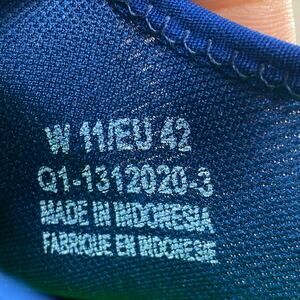 W 11/EU 42
Q1-1312020-3
MADE IN INDONESIA
FABRIQUE EN INDONESIE